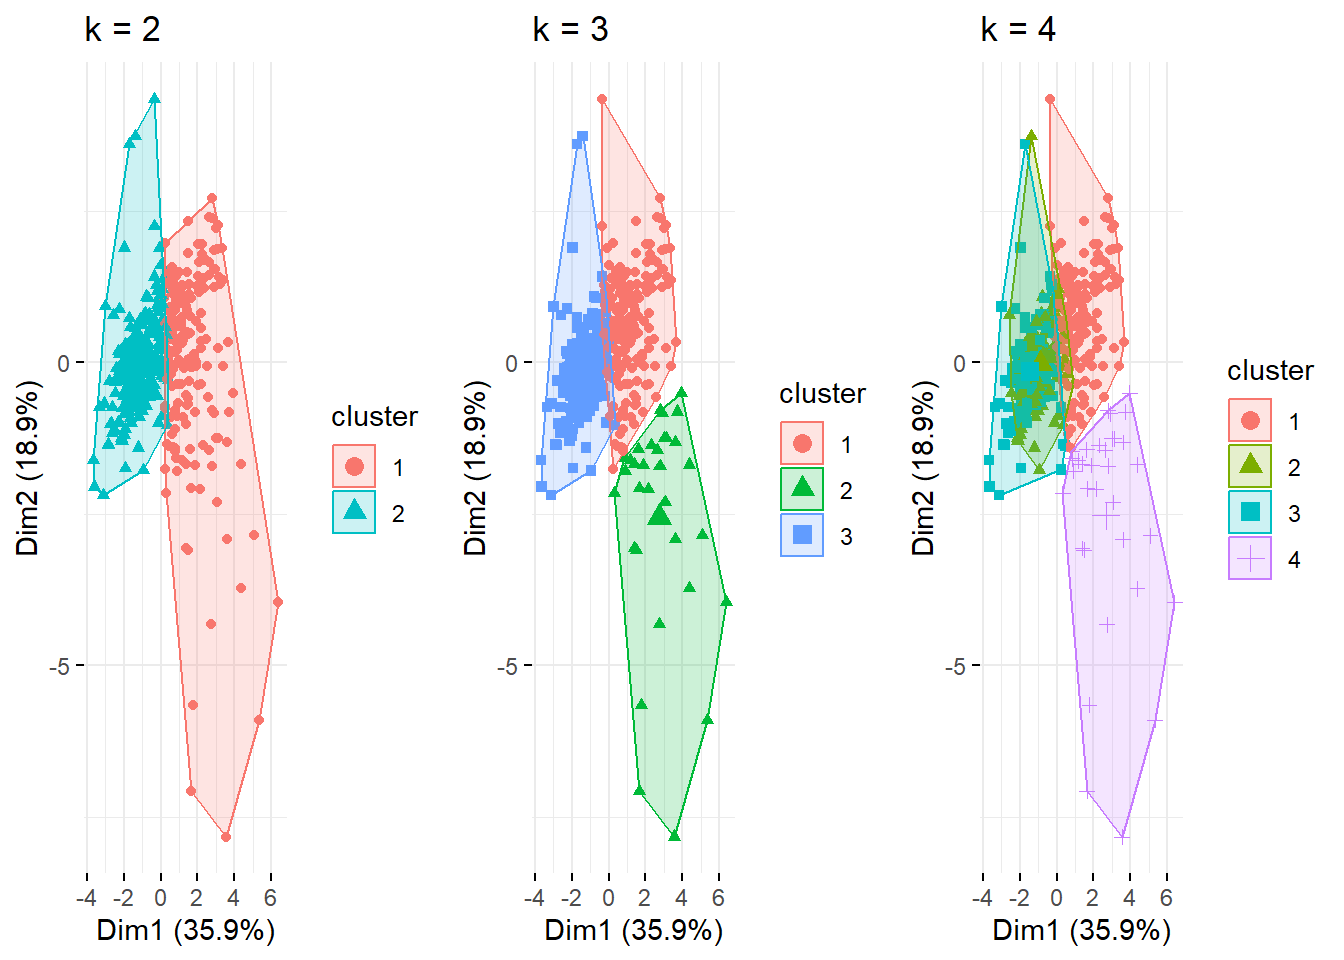 k = 2
0
-5
Dim2 (18.9%)
-4 -2 0 2 4 6
Dim1 (35.9%)
cluster
1
2
k = 3
0
-5
Dim2 (18.9%)
-4 -2 0 2 4 6
Dim1 (35.9%)
cluster
1
2
3
k = 4
0
-5
Dim2 (18.9%)
-4 -2 0 2 4 6
Dim1 (35.9%)
cluster
1
2
3
4